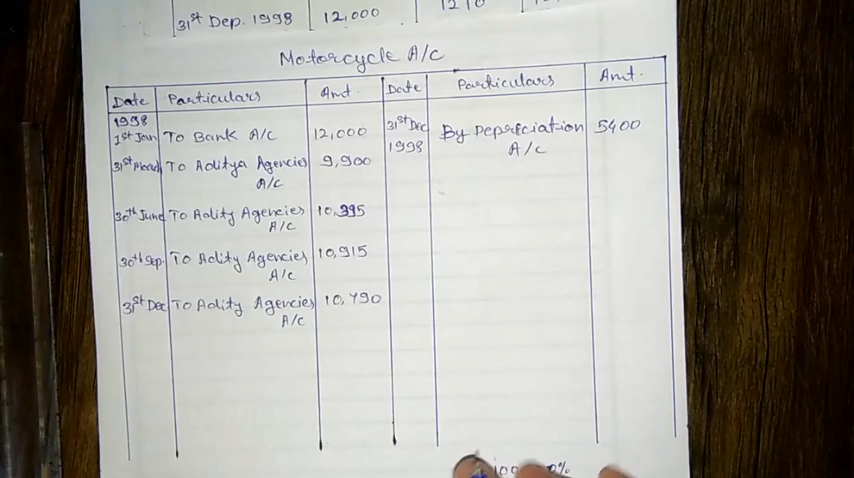 31st Dep. 1998 12,000 1210
Motorcycle A/C
Date Particulars Amt. Date Particulars Amt.
1998
1st Jan To Bank A/C 12,000 31st Dec By Depreciation 5400
1998 A/C
31st To Aditya Agencies 9,900
A/C
30th June To Adity Agencies 10,395
A/C
30th Sep. To Adity Agencies 10,915
A/C
31st Dec To Adity Agencies 10,790
A/C